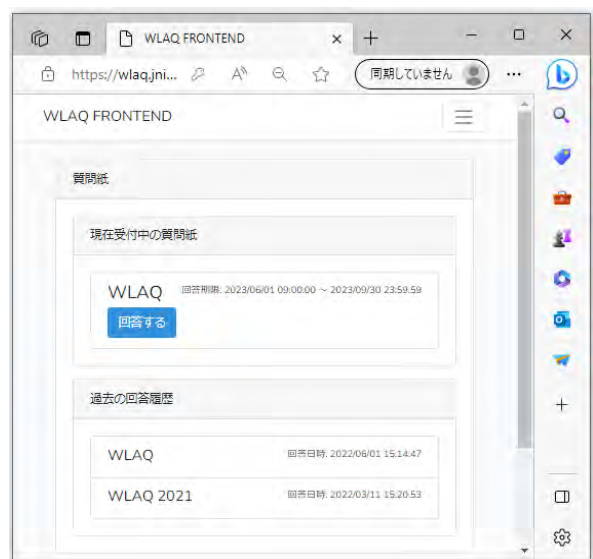 WLAQ FRONTEND
https://wlaq.jni...
同期していません
WLAQ FRONTEND
質問紙
現在受付中の質問紙
WLAQ 回答期限: 2023/06/01 09:00:00 ～ 2023/09/30 23:59:59
回答する
過去の回答履歴
WLAQ 回答日時: 2022/06/01 15:14:47
WLAQ 2021 回答日時: 2022/03/11 15:20:53